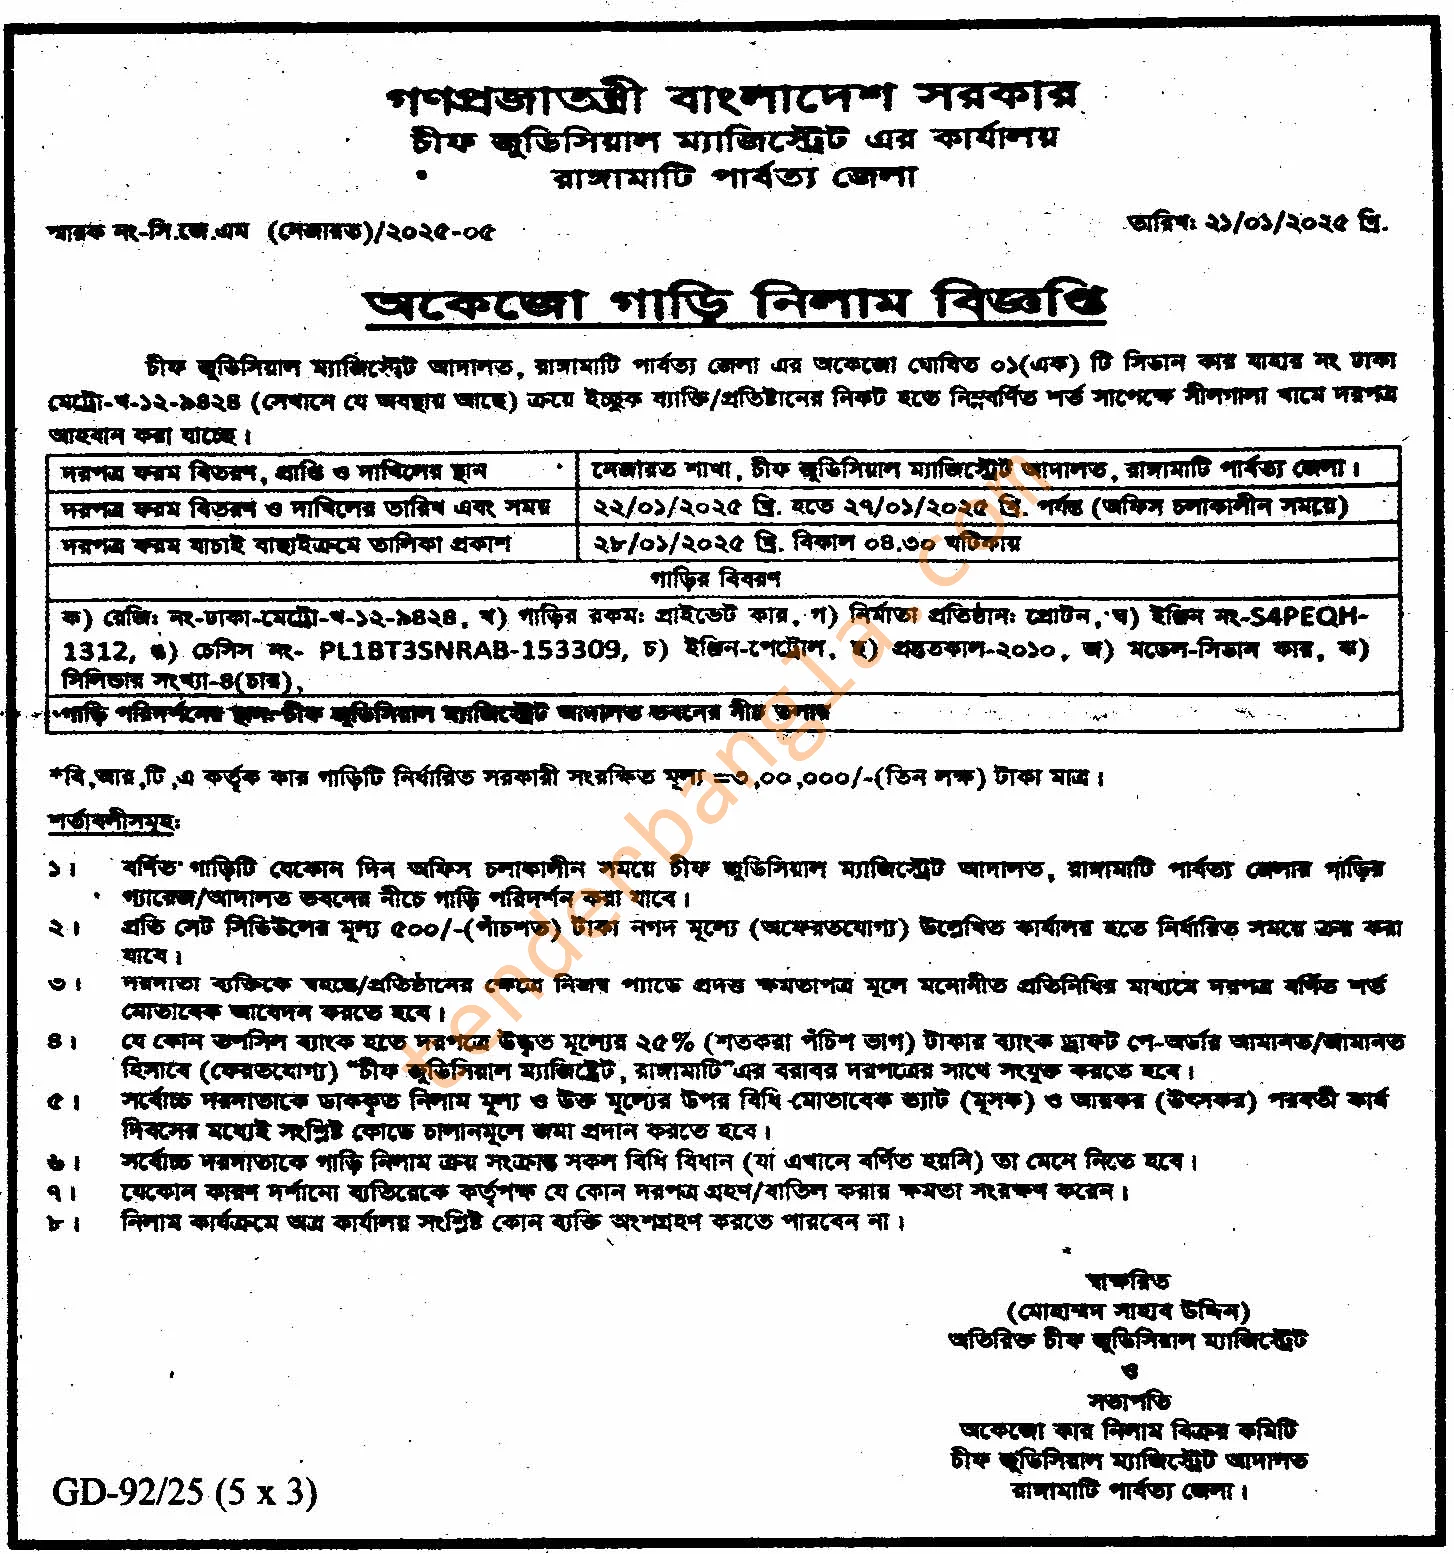 গণপ্রজাতন্ত্রী বাংলাদেশ সরকার
চীফ জুডিসিয়াল ম্যাজিস্ট্রেট এর কার্যালয়
রাঙ্গামাটি পার্বত্য জেলা
স্মারক নং-সি.জে.এম (নেজারত)/২০২৫-০৫
তারিখ: ২১/০১/২০২৫ খ্রি.
অকেজো গাড়ি নিলাম বিজ্ঞপ্তি
চীফ জুডিসিয়াল ম্যাজিস্ট্রেট আদালত, রাঙ্গামাটি পার্বত্য জেলা এর অকেজো ঘোষিত ০১(এক) টি সিডান কার যাহার নং ঢাকা
মেট্রো-খ-১২-৯৪২৪ (সেখানে যে অবস্থায় আছে) ক্রয়ে ইচ্ছুক ব্যক্তি/প্রতিষ্টানের নিকট হতে নিম্নবর্ণিত শর্ত সাপেক্ষে সীলগালা খামে দরপত্র
আহবান করা যাচ্ছে।
দরপত্র ফরম বিতরণ, প্রাপ্তি ও দাখিলের স্থান
নেজারত শাখা, চীফ জুডিসিয়াল ম্যাজিস্ট্রেট আদালত, রাঙ্গামাটি পার্বত্য জেলা।
দরপত্র ফরম বিতরণ ও দাখিলের তারিখ এবং সময়
২২/০১/২০২৫ খ্রি. হতে ২৭/০১/২০২৫ খ্রি. পর্যন্ত (অফিস চলাকালীন সময়ে)
দরপত্র ফরম যাচাই বাছাইক্রমে তালিকা প্রকাশ
২৮/০১/২০২৫ খ্রি. বিকাল ০৪.৩০ ঘটিকায়
গাড়ির বিবরণ
ক) রেজি: নং-ঢাকা-মেট্রো-খ-১২-৯৪২৪, খ) গাড়ির রকম: প্রাইভেট কার, গ) নির্মাতা প্রতিষ্ঠান: প্রোটন, ঘ) ইঞ্জিন নং-S4PEQH-
1312, ঙ) চেসিস নং- PL1BT3SNRAB-153309, চ) ইঞ্জিন-পেট্রোল, ছ) প্রস্তুতকাল-২০১০, জ) মডেল-সিডান কার, ঝ)
সিলিন্ডার সংখ্যা-৪(চার),
গাড়ি পরিদর্শনের স্থান: চীফ জুডিসিয়াল ম্যাজিস্ট্রেট আদালত ভবনের নীচ তলায়
*বি,আর,টি,এ কর্তৃক কার গাড়িটি নির্ধারিত সরকারী সংরক্ষিত মূল্য =৩,০০,০০০/-(তিন লক্ষ) টাকা মাত্র।
শর্তাবলীসমূহ:
১। বর্ণিত গাড়িটি যেকোন দিন অফিস চলাকালীন সময়ে চীফ জুডিসিয়াল ম্যাজিস্ট্রেট আদালত, রাঙ্গামাটি পার্বত্য জেলার গাড়ির
গ্যারেজ/আদালত ভবনের নীচে গাড়ি পরিদর্শন করা যাবে।
২। প্রতি সেট সিডিউলের মূল্য ৫০০/-(পাঁচশত) টাকা নগদ মূল্যে (অফেরতযোগ্য) উল্লেখিত কার্যালয় হতে নির্ধারিত সময়ে ক্রয় করা
যাবে।
৩। দরদাতা ব্যক্তিকে স্বহস্তে/প্রতিষ্ঠানের ক্ষেত্রে নিজস্ব প্যাডে প্রদত্ত ক্ষমতাপত্র মূলে মনোনীত প্রতিনিধির মাধ্যমে দরপত্র বর্ণিত শর্ত
মোতাবেক আবেদন করতে হবে।
৪। যে কোন তপসিল ব্যাংক হতে দরপত্রে উদ্ধৃত মূল্যের ২৫% (শতকরা পঁচিশ ভাগ) টাকার ব্যাংক ড্রাফট পে-অর্ডার আমানত/জামানত
হিসাবে (ফেরতযোগ্য) "চীফ জুডিসিয়াল ম্যাজিষ্ট্রেট, রাঙ্গামাটি"এর বরাবর দরপত্রের সাথে সংযুক্ত করতে হবে।
৫। সর্বোচ্চ দরদাতাকে ডাককৃত নিলাম মূল্য ও উক্ত মূল্যের উপর বিধি মোতাবেক ভ্যাট (মূসক) ও আয়কর (উৎসকর) পরবর্তী কার্য
দিবসের মধ্যেই সংশ্লিষ্ট কোডে চালানমূলে জমা প্রদান করতে হবে।
৬। সর্বোচ্চ দরদাতাকে গাড়ি নিলাম ক্রয় সংক্রান্ত সকল বিধি বিধান (যা এখানে বর্ণিত হয়নি) তা মেনে নিতে হবে।
৭। যেকোন কারণ দর্শানো ব্যতিরেকে কর্তৃপক্ষ যে কোন দরপত্র গ্রহণ/বাতিল করার ক্ষমতা সংরক্ষণ করেন।
৮। নিলাম কার্যক্রমে অত্র কার্যালয় সংশ্লিষ্ট কোন ব্যক্তি অংশগ্রহণ করতে পারবেন না।
স্বাক্ষরিত
(মোহাম্মদ সাহাব উদ্দিন)
অতিরিক্ত চীফ জুডিসিয়াল ম্যাজিস্ট্রেট
ও
সভাপতি
অকেজো কার নিলাম বিক্রয় কমিটি
চীফ জুডিসিয়াল ম্যাজিস্ট্রেট আদালত
রাঙ্গামাটি পার্বত্য জেলা।
GD-92/25 (5 x 3)
tenderbangla.com